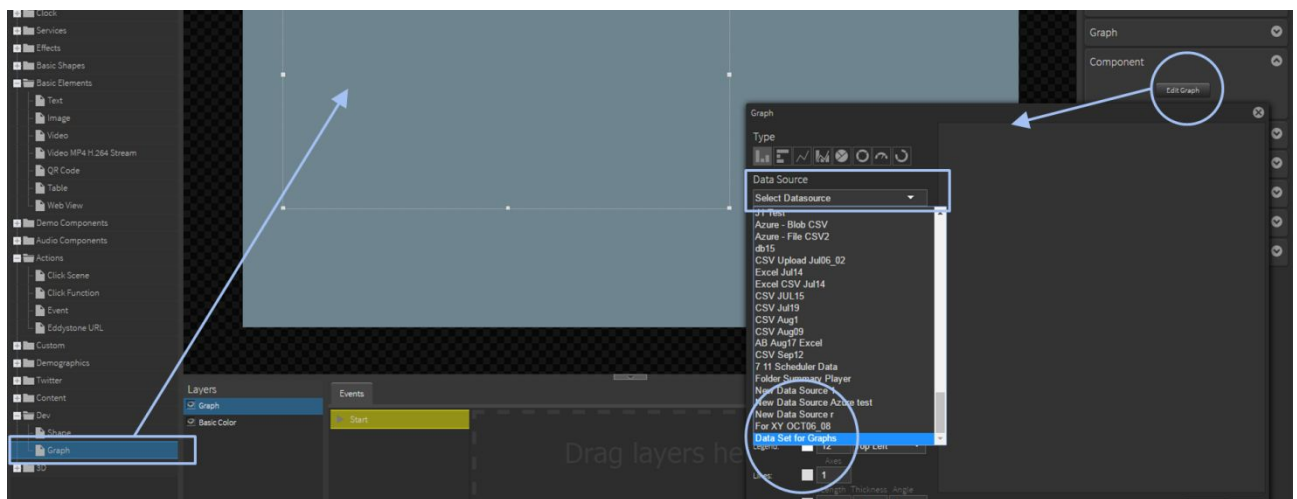 Clock
Services
Effects
Basic Shapes
Basic Elements
Text
Image
Video
Video MP4 H.264 Stream
QR Code
Table
Web View
Demo Components
Audio Components
Actions
Click Scene
Click Function
Event
Eddystone URL
Custom
Demographics
Twitter
Content
Dev
Shape
Graph
3D
Layers
Graph
Basic Color
Events
Start
Drag layers he
Graph
Component
Edit Graph
Graph
Type
Data Source
Select Datasource
JT Test
Azure - Blob CSV
Azure - File CSV2
db15
CSV Upload Jul06_02
Excel Jul14
Excel CSV Jul14
CSV JUL15
CSV Jul19
CSV Aug1
CSV Aug09
AB Aug17 Excel
CSV Sep12
7 11 Scheduler Data
Folder Summary Player
New Data Source 1
New Data Source Azure test
New Data Source r
For XY OCT06_08
Data Set for Graphs
Legend: 12 Top Left
Axes
Lines: 1
Length Thickness Angle